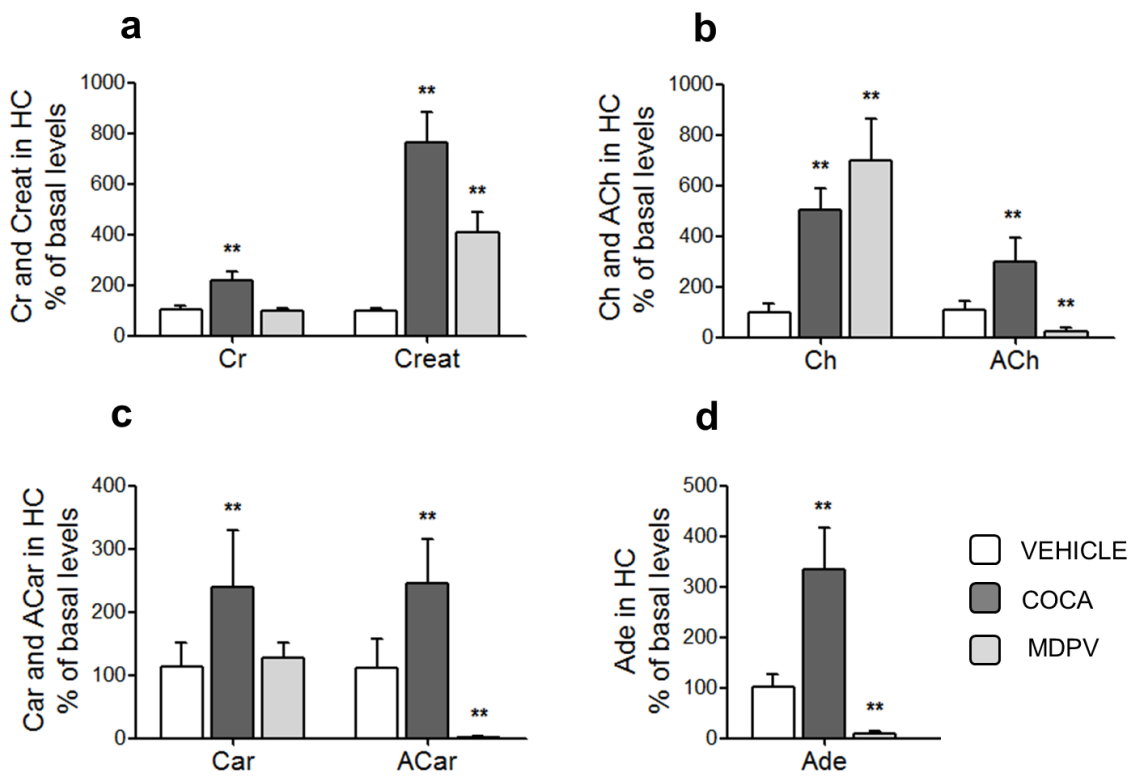 a
Cr and Creat in HC
% of basal levels
1000
800
600
400
200
0
**
**
**
Cr
Creat
b
Ch and ACh in HC
% of basal levels
1000
800
600
400
200
0
**
**
**
**
Ch
ACh
c
Car and ACar in HC
% of basal levels
400
300
200
100
0
**
**
**
Car
ACar
d
Ade in HC
% of basal levels
500
400
300
200
100
0
**
**
Ade
VEHICLE
COCA
MDPV